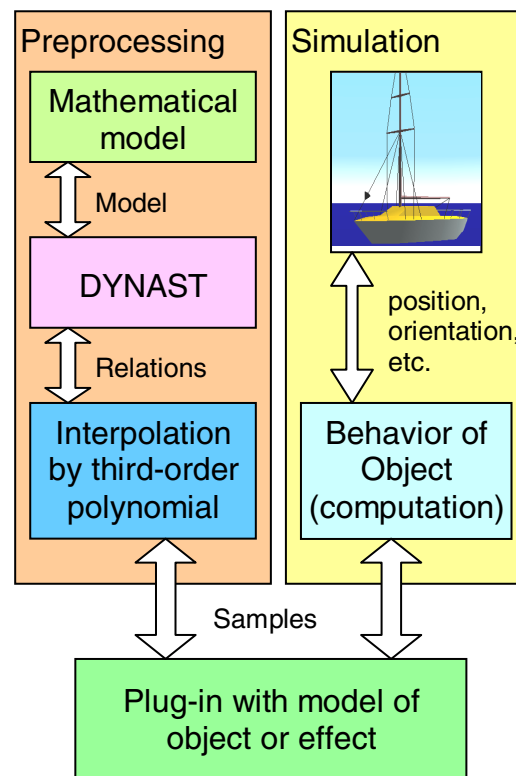 Preprocessing
Mathematical
model
Model
DYNAST
Relations
Interpolation
by third-order
polynomial
Simulation
position,
orientation,
etc.
Behavior of
Object
(computation)
Samples
Plug-in with model of
object or effect